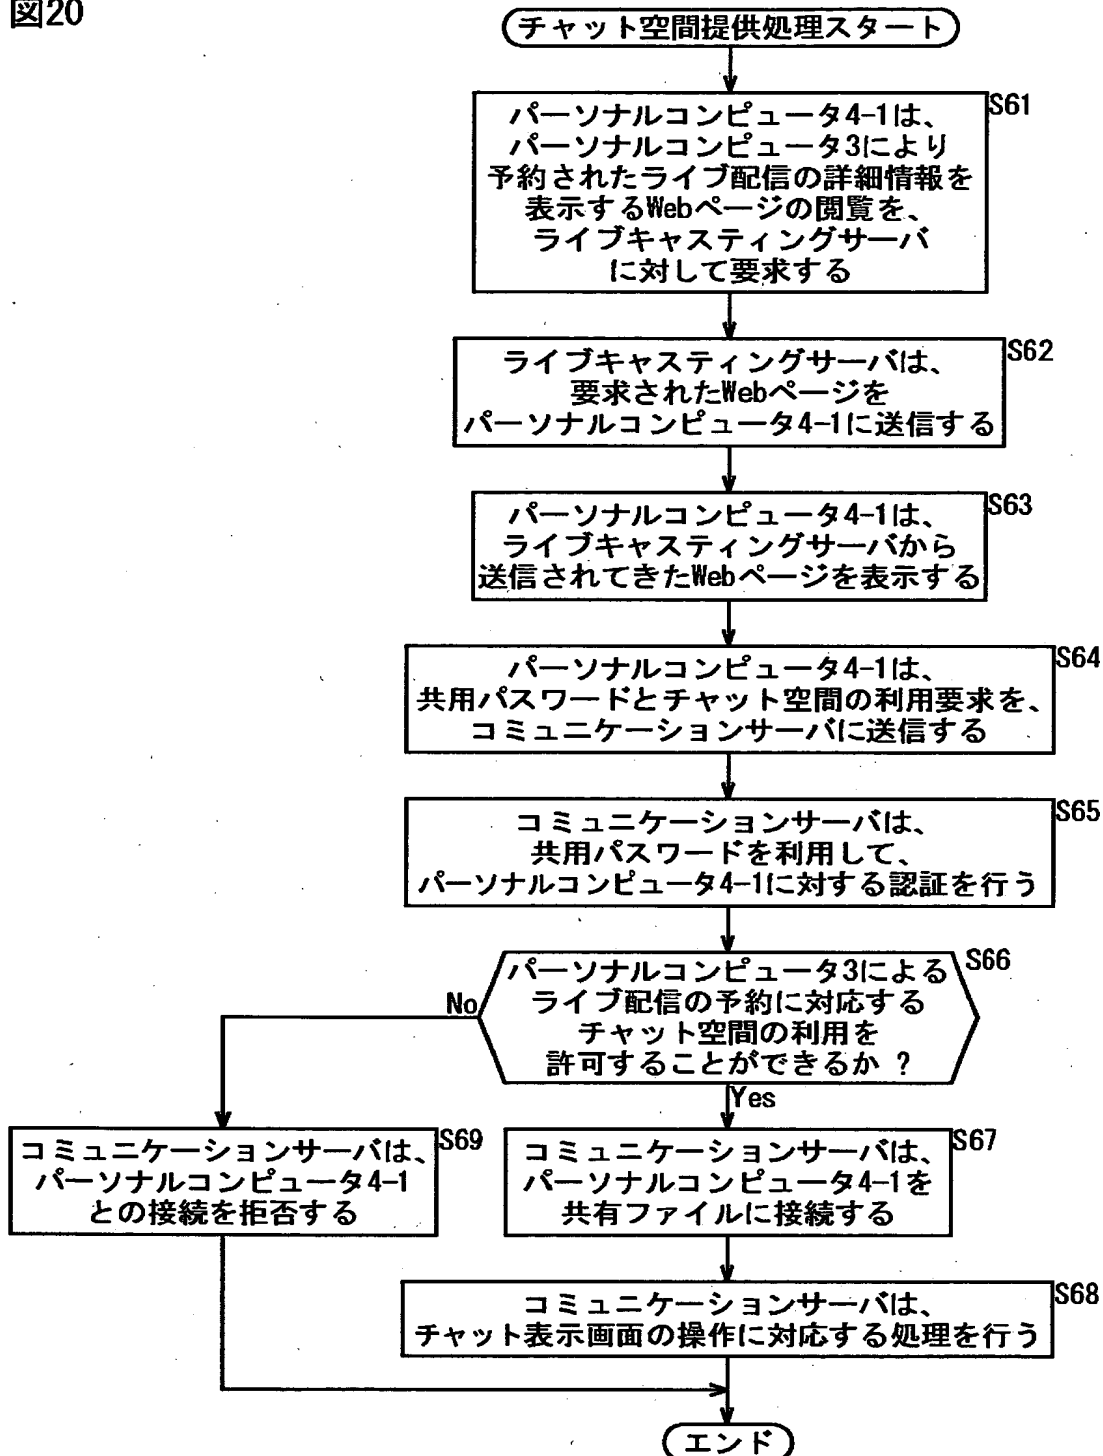 図20
チャット空間提供処理スタート
S61
パーソナルコンピュータ4-1は、
パーソナルコンピュータ3により
予約されたライブ配信の詳細情報を
表示するWebページの閲覧を、
ライブキャスティングサーバ
に対して要求する
S62
ライブキャスティングサーバは、
要求されたWebページを
パーソナルコンピュータ4-1に送信する
S63
パーソナルコンピュータ4-1は、
ライブキャスティングサーバから
送信されてきたWebページを表示する
S64
パーソナルコンピュータ4-1は、
共用パスワードとチャット空間の利用要求を、
コミュニケーションサーバに送信する
S65
コミュニケーションサーバは、
共用パスワードを利用して、
パーソナルコンピュータ4-1に対する認証を行う
S66
パーソナルコンピュータ3による
ライブ配信の予約に対応する
チャット空間の利用を
許可することができるか ?
No
Yes
S69
コミュニケーションサーバは、
パーソナルコンピュータ4-1
との接続を拒否する
S67
コミュニケーションサーバは、
パーソナルコンピュータ4-1を
共有ファイルに接続する
S68
コミュニケーションサーバは、
チャット表示画面の操作に対応する処理を行う
エンド